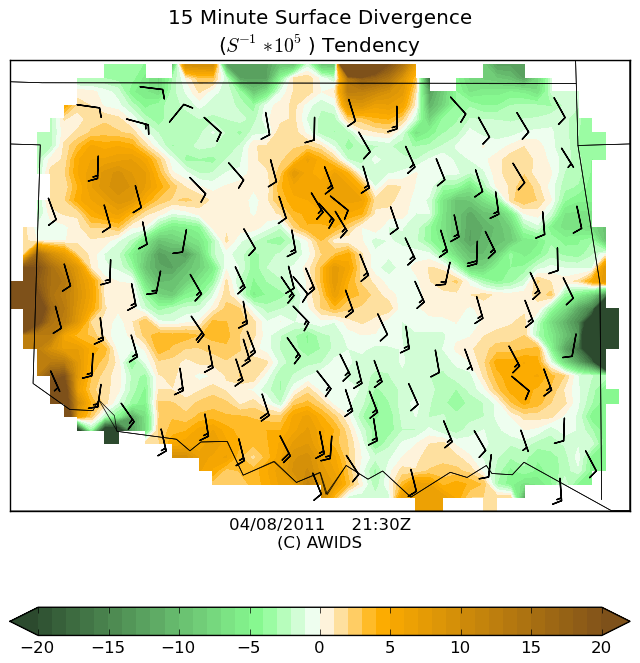 15 Minute Surface Divergence
(S⁻¹ *10⁵ ) Tendency
04/08/2011 21:30Z
(C) AWIDS
−20 −15 −10 −5 0 5 10 15 20